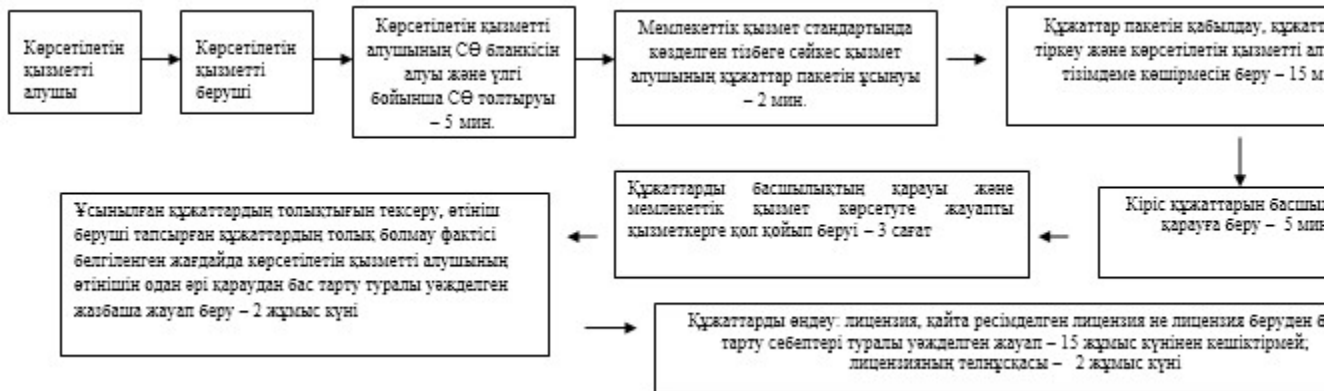 Көрсетілетін
қызметті
алушы
Көрсетілетін
қызметті
беруші
Көрсетілетін қызметті
алушының СӨ бланкісін
алуы және үлгі
бойынша СӨ толтыруы
– 5 мин.
Мемлекеттік қызмет стандартында
көзделген тізбеге сәйкес қызмет
алушының құжаттар пакетін ұсынуы
– 2 мин.
Құжаттар пакетін қабылдау, құжатт
тіркеу және көрсетілетін қызметті ал
тізімдеме көшірмесін беру – 15 м
Кіріс құжаттарын басшы
қарауға беру – 5 мин
Құжаттарды басшылықтың қарауы және
мемлекеттік қызмет көрсетуге жауапты
қызметкерге қол қойып беруі – 3 сағат
Ұсынылған құжаттардың толықтығын тексеру, өтініш
беруші тапсырған құжаттардың толық болмау фактісі
белгіленген жағдайда көрсетілетін қызметті алушының
өтінішін одан әрі қараудан бас тарту туралы уәжделген
жазбаша жауап беру – 2 жұмыс күні
Құжаттарды өңдеу: лицензия, қайта ресімделген лицензия не лицензия беруден б
тарту себептері туралы уәжделген жауап – 15 жұмыс күнінен кешіктірмей;
лицензияның телнұсқасы – 2 жұмыс күні